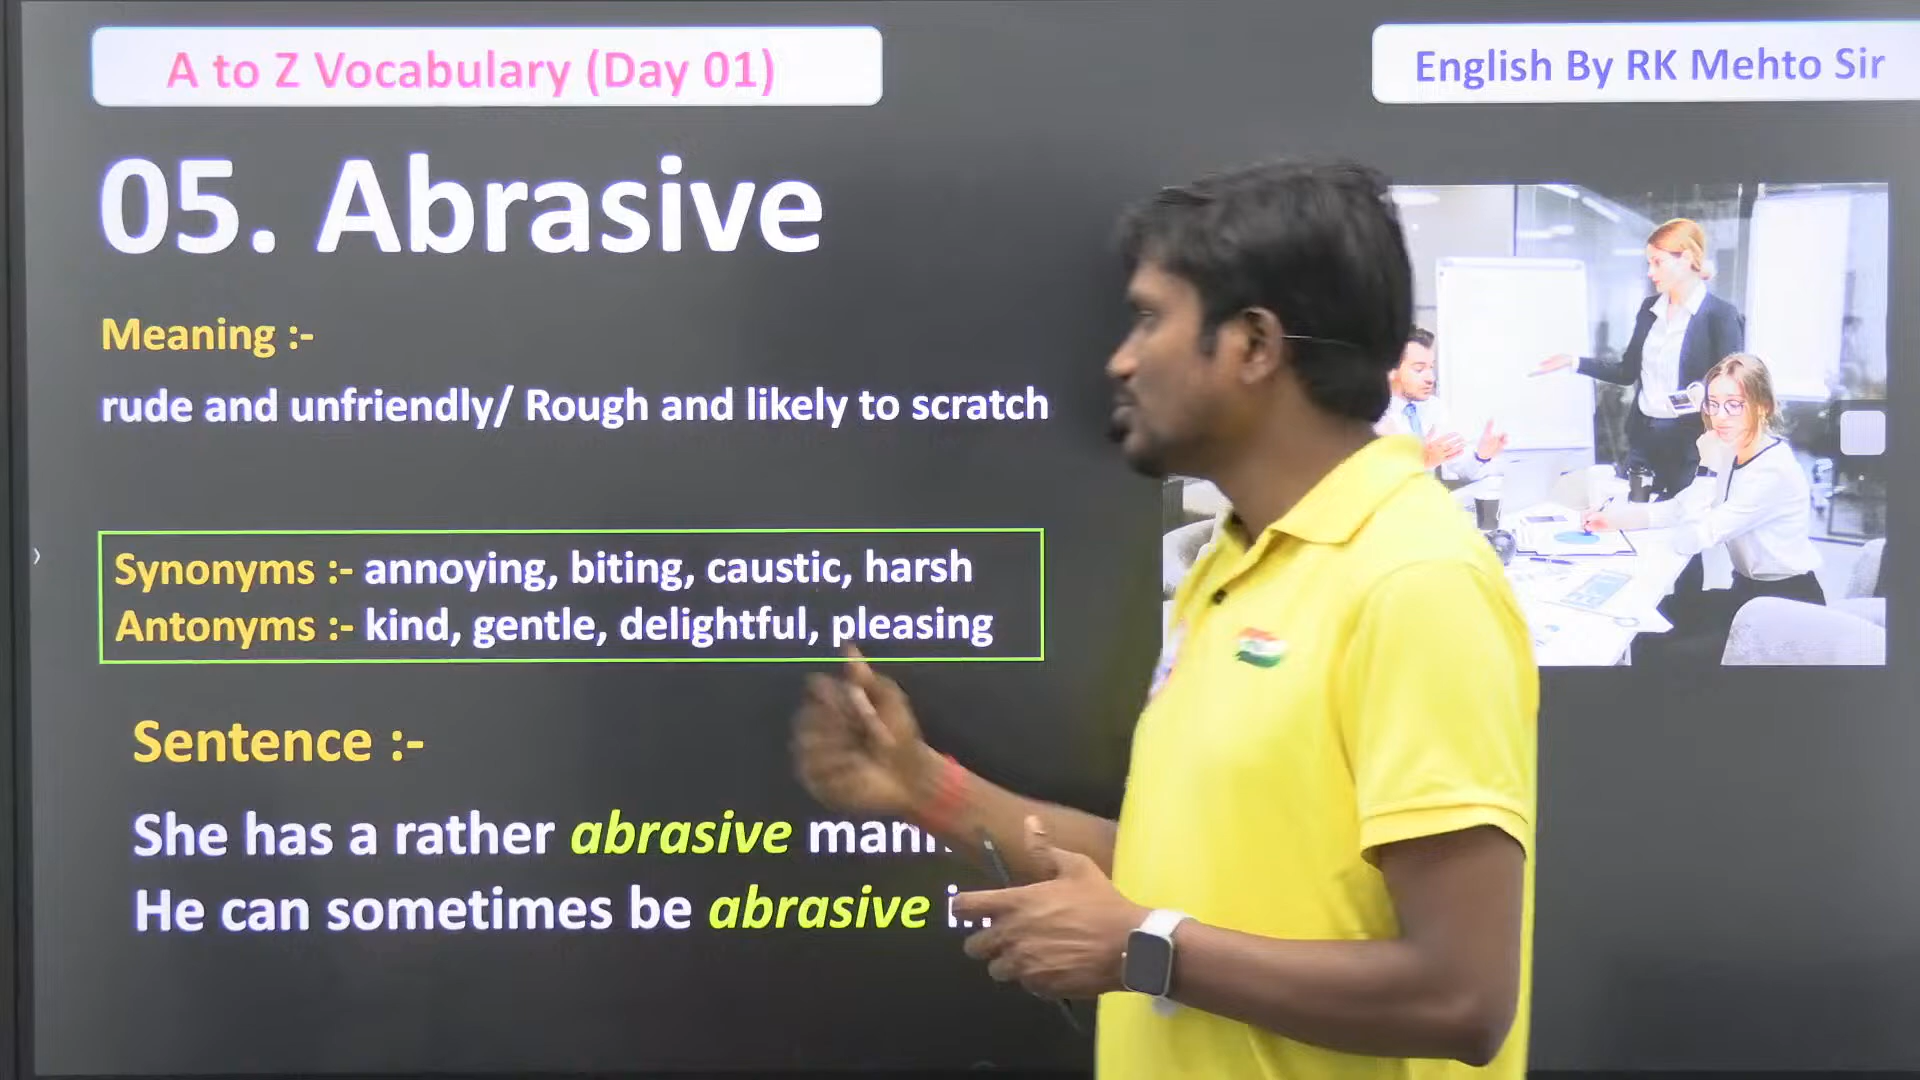 A to Z Vocabulary (Day 01)
English By RK Mehto Sir
05. Abrasive
Meaning :-
rude and unfriendly/ Rough and likely to scratch
Synonyms :- annoying, biting, caustic, harsh
Antonyms :- kind, gentle, delightful, pleasing
Sentence :-
She has a rather abrasive
He can sometimes be abrasive